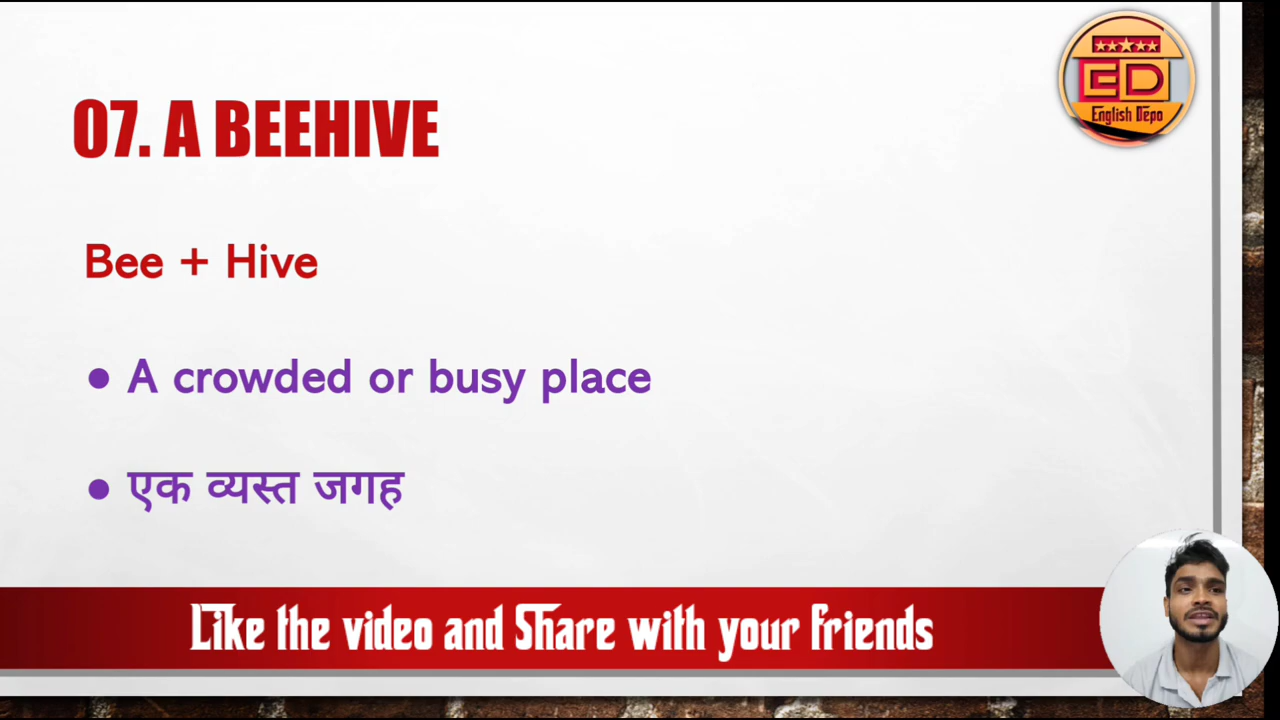 ED
English Depo
07. A BEEHIVE
Bee + Hive
• A crowded or busy place
• एक व्यस्त जगह
Like the video and Share with your friends